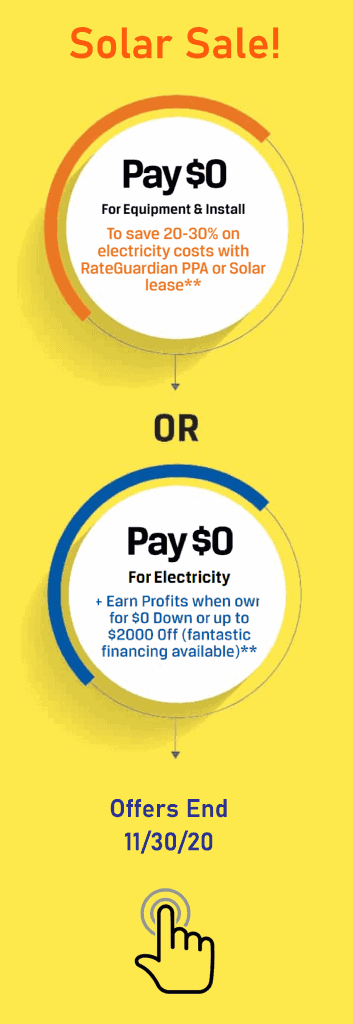 Solar Sale!
Pay $0
For Equipment & Install
To save 20-30% on
electricity costs with
RateGuardian PPA or Solar
lease**
OR
Pay $0
For Electricity
+ Earn Profits when own
for $0 Down or up to
$2000 Off (fantastic
financing available)**
Offers End
11/30/20